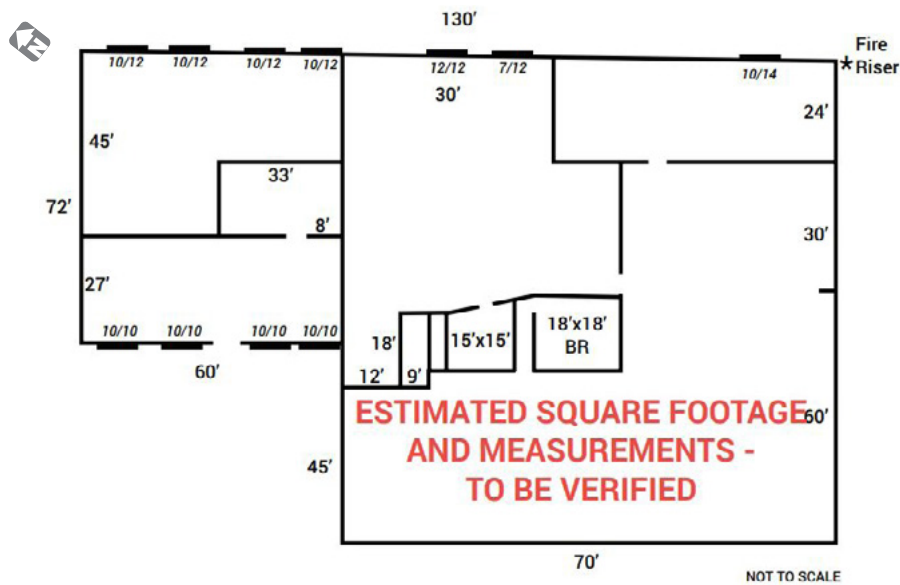 130′
Fire
Riser
*
10/12 10/12 10/12 10/12 12/12 7/12 10/14
30′
24′
45′
33′
72′
8′
30′
27′
10/10 10/10 10/10 10/10
18′ 15′x15′ 18′x18′
BR
60′
12′ 9′
ESTIMATED SQUARE FOOTAGE
60′
AND MEASUREMENTS -
45′
TO BE VERIFIED
70′
NOT TO SCALE